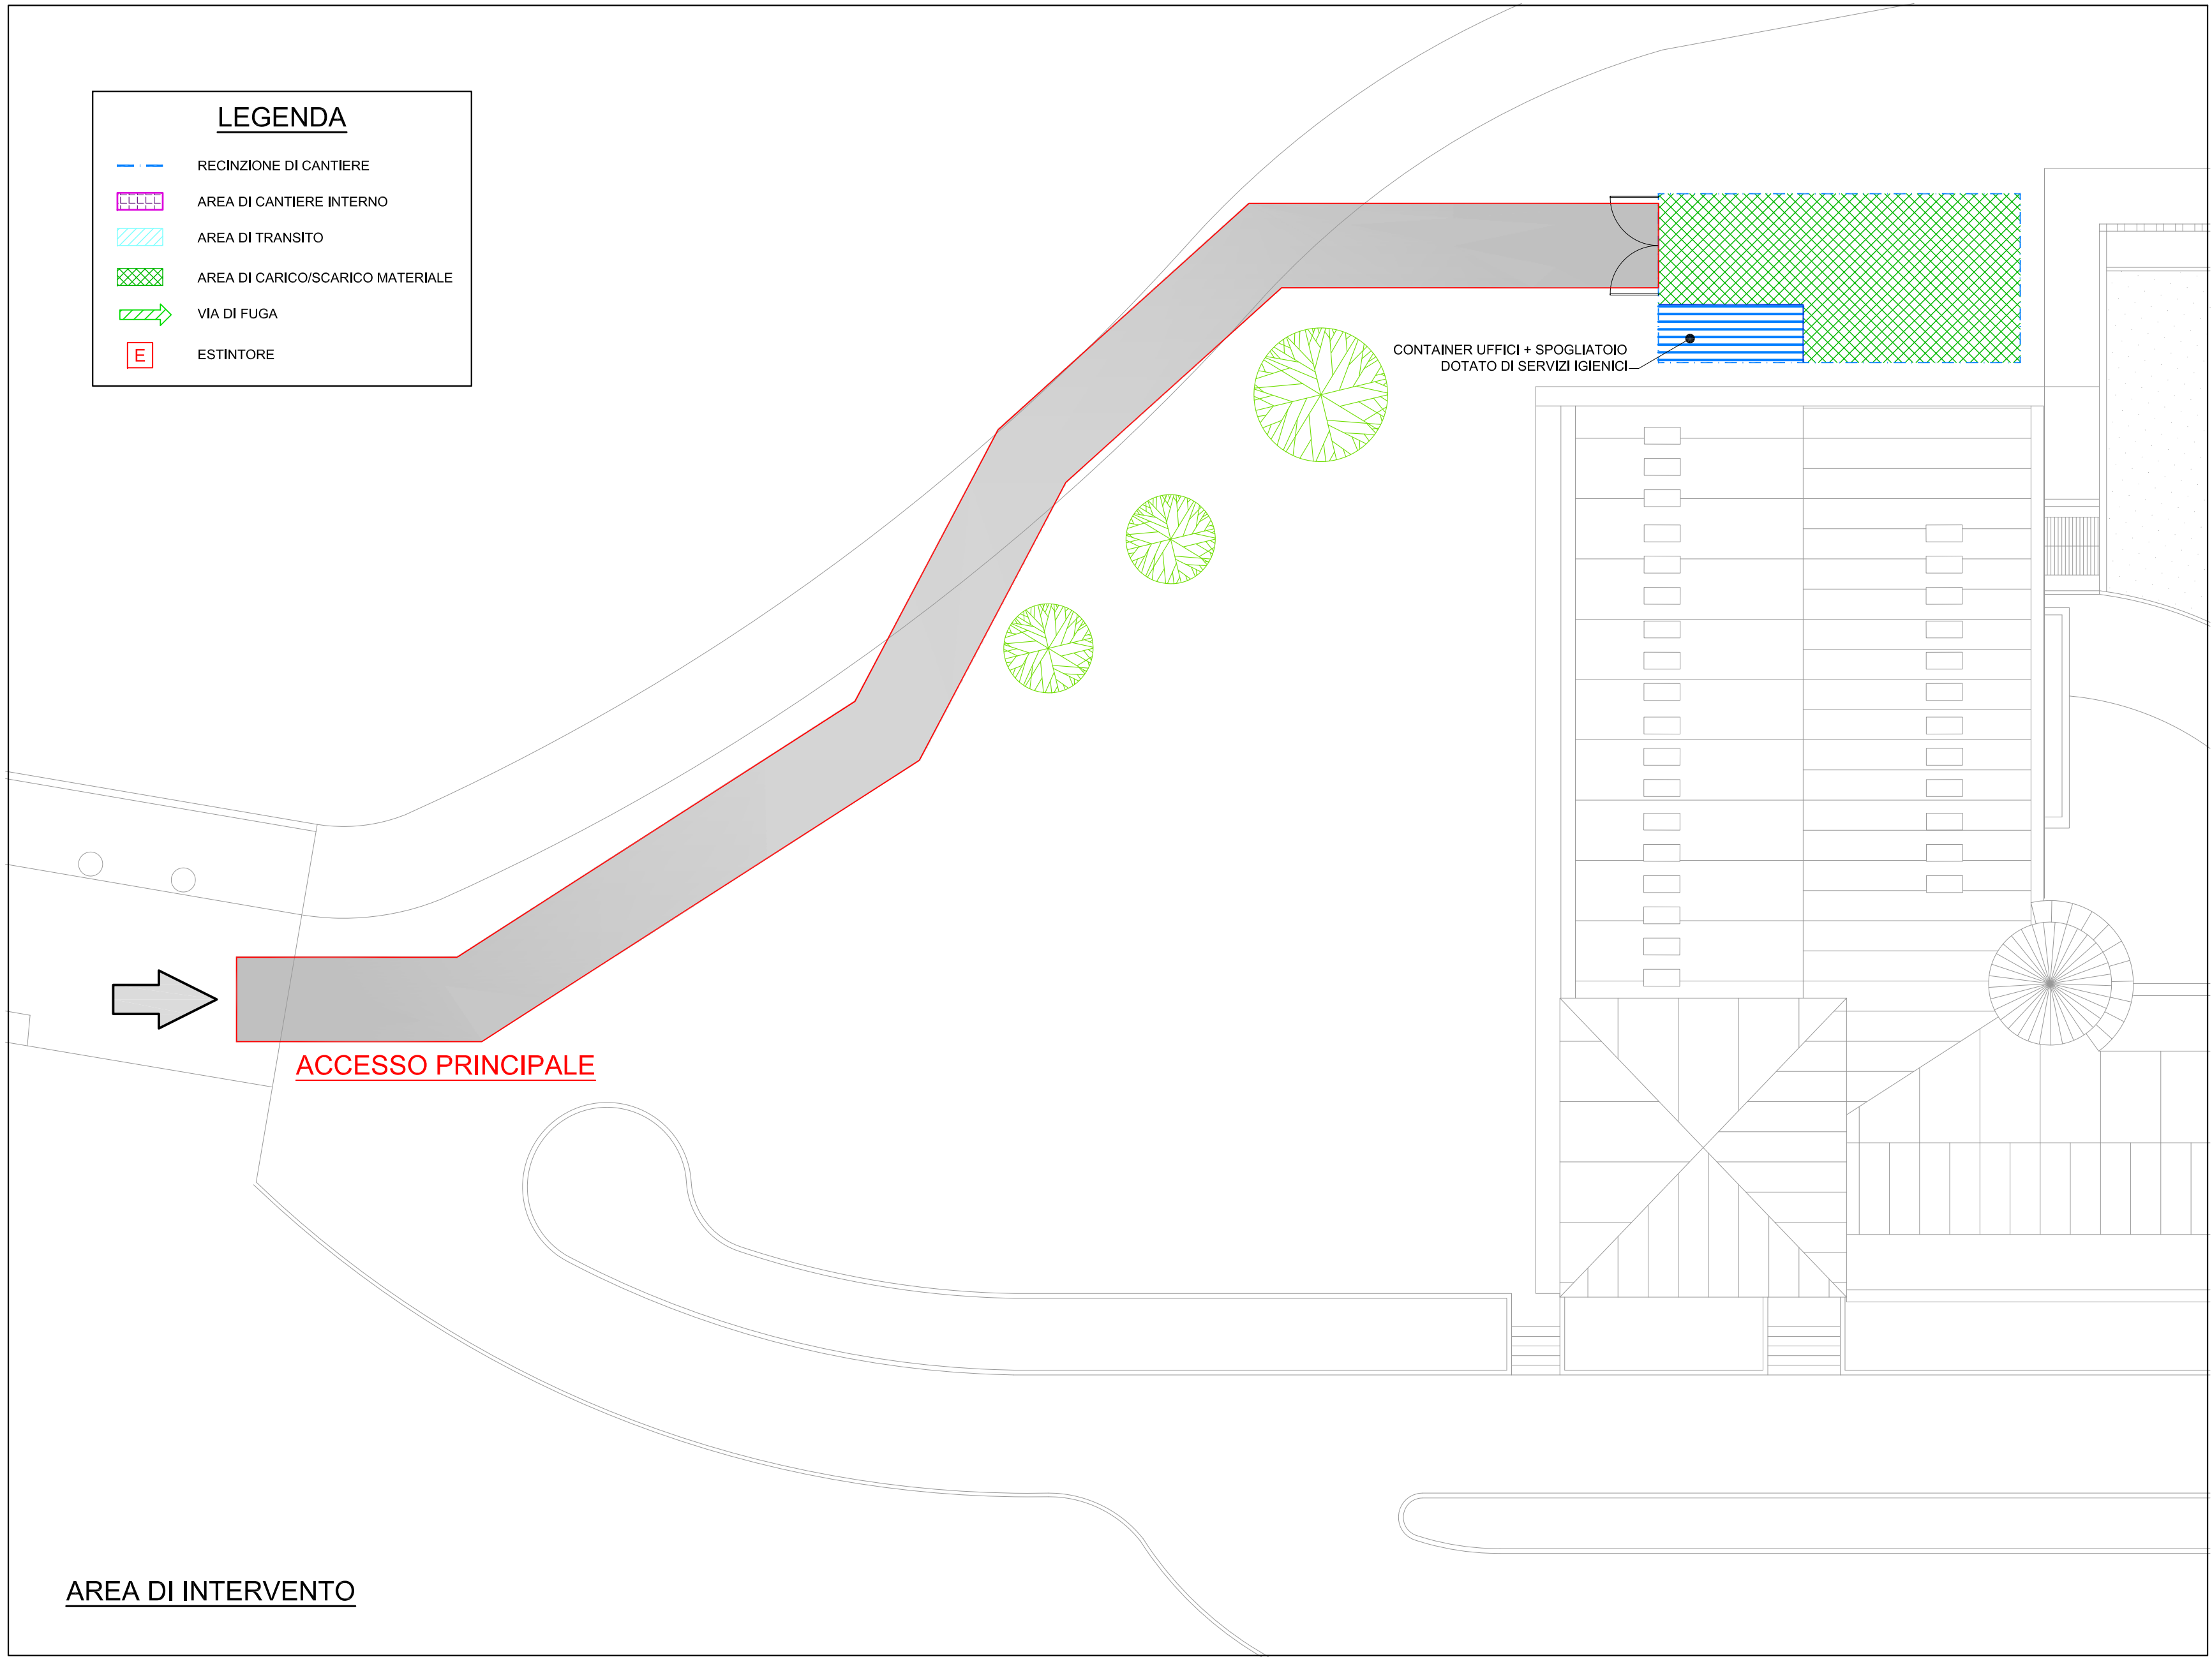 LEGENDA
RECINZIONE DI CANTIERE
AREA DI CANTIERE INTERNO
AREA DI TRANSITO
AREA DI CARICO/SCARICO MATERIALE
VIA DI FUGA
E ESTINTORE
CONTAINER UFFICI + SPOGLIATOIO
DOTATO DI SERVIZI IGIENICI
ACCESSO PRINCIPALE
AREA DI INTERVENTO